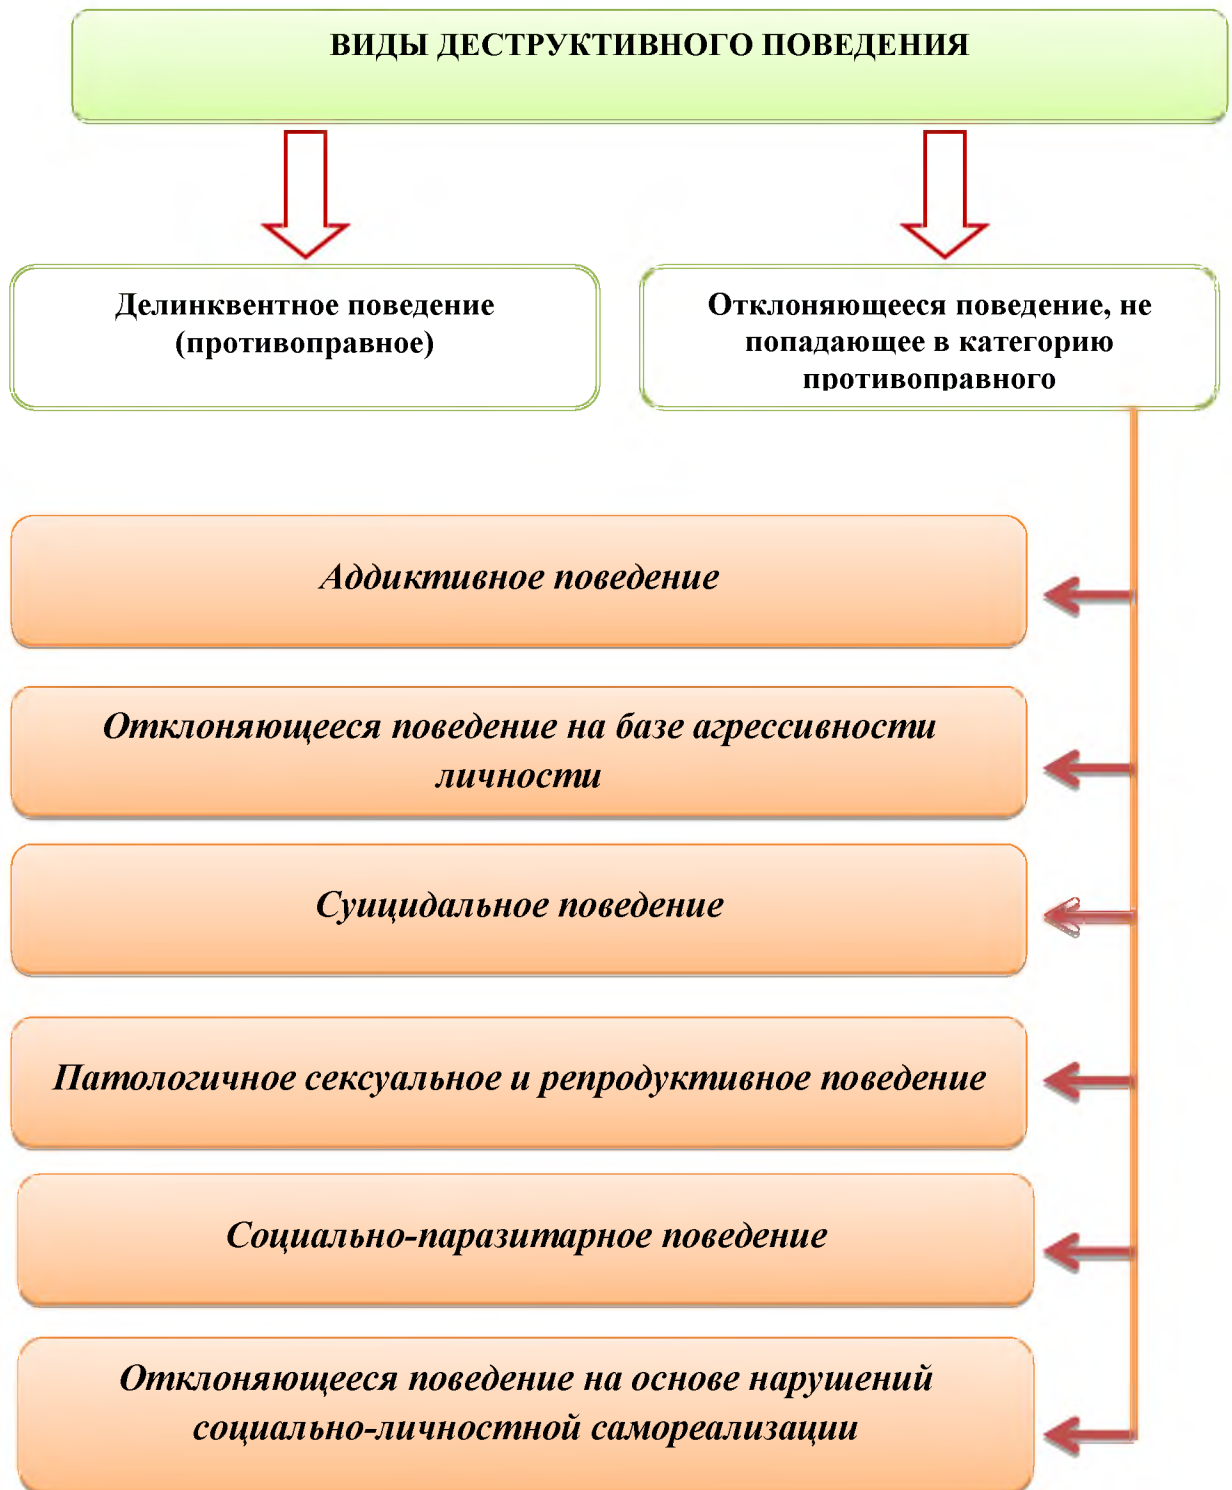 ВИДЫ ДЕСТРУКТИВНОГО ПОВЕДЕНИЯ
Делинквентное поведение
(противоправное)
Отклоняющееся поведение, не
попадающее в категорию
противоправного
Аддиктивное поведение
Отклоняющееся поведение на базе агрессивности
личности
Суицидальное поведение
Патологичное сексуальное и репродуктивное поведение
Социально-паразитарное поведение
Отклоняющееся поведение на основе нарушений
социально-личностной самореализации